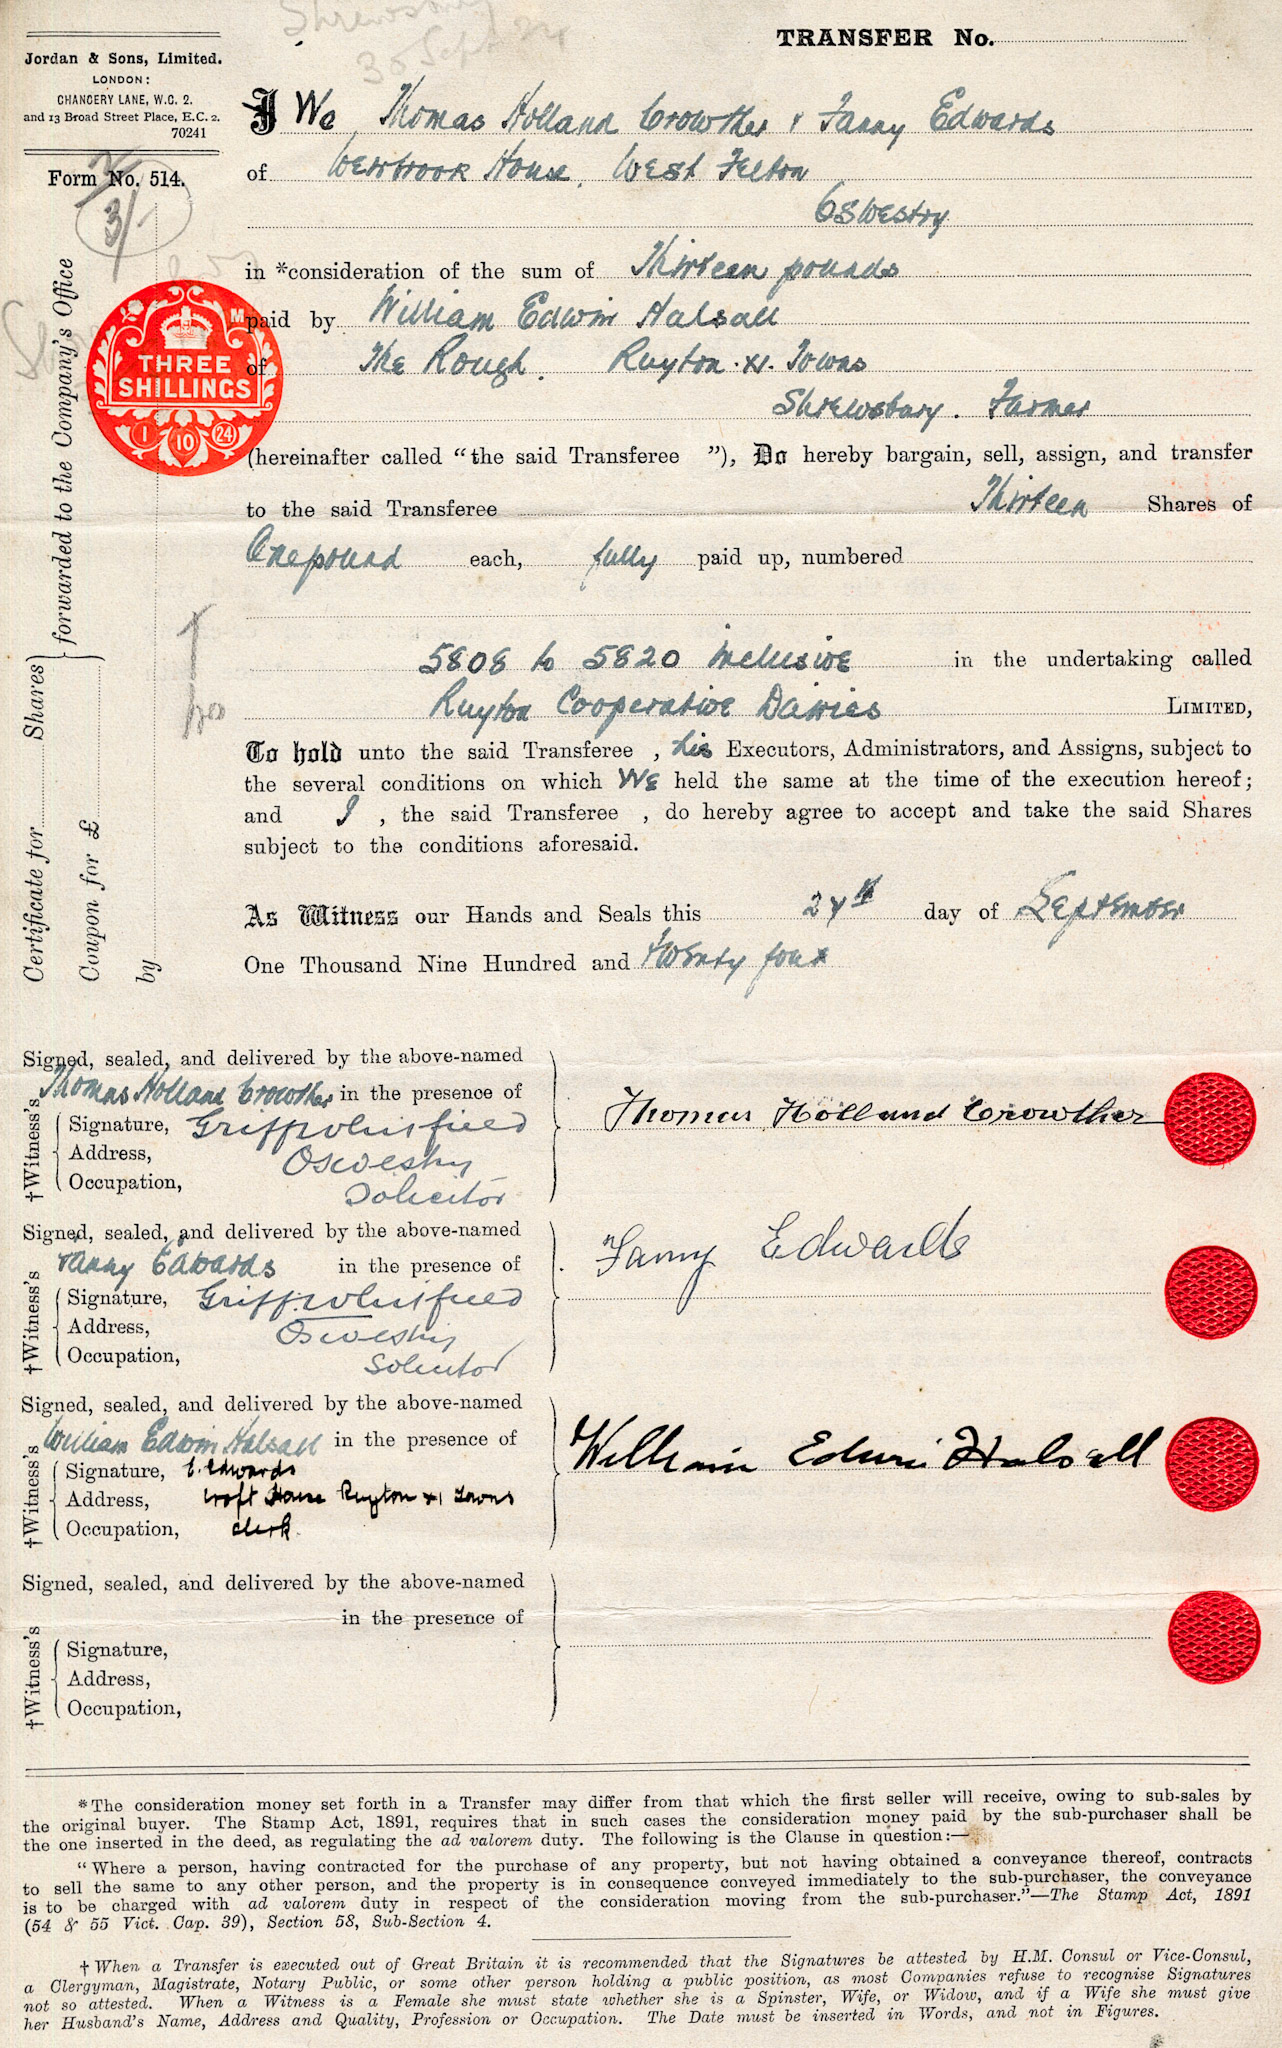 Shrewsbury
30 Sept 24
TRANSFER No.
Jordan & Sons, Limited.
LONDON:
CHANCERY LANE, W.C. 2.
and 13 Broad Street Place, E.C. 2.
70241
Form No. 514.
3/-
I We, Thomas Holland Crowther & Fanny Edwards
of House, West Felton
Oswestry
in *consideration of the sum of Thirteen pounds
paid by William Edwin Halsall
of The Rough, Ruyton. XI. Towns
Shrewsbury. Farmer
THREE
SHILLINGS
1 10 24
(hereinafter called "the said Transferee "), Do hereby bargain, sell, assign, and transfer
to the said Transferee Thirteen Shares of
One pound each, fully paid up, numbered
5808 to 5820 inclusive in the undertaking called
Ruyton Cooperative Dairies LIMITED,
To hold unto the said Transferee , his Executors, Administrators, and Assigns, subject to
the several conditions on which We held the same at the time of the execution hereof;
and I , the said Transferee , do hereby agree to accept and take the said Shares
subject to the conditions aforesaid.
As Witness our Hands and Seals this 24th day of September
One Thousand Nine Hundred and twenty four
Certificate for Shares } forwarded to the Company's Office
Coupon for £
by
Signed, sealed, and delivered by the above-named
Thomas Holland Crowther in the presence of
†Witness's
Signature, Griff Whitfield
Address, Oswestry
Occupation, Solicitor
Thomas Holland Crowther
Signed, sealed, and delivered by the above-named
Fanny Edwards in the presence of
†Witness's
Signature, Griff Whitfield
Address, Oswestry
Occupation, Solicitor
Fanny Edwards
Signed, sealed, and delivered by the above-named
William Edwin Halsall in the presence of
†Witness's
Signature, Edwards
Address, Croft House Ruyton XI Towns
Occupation, clerk
William Edwin Halsall
Signed, sealed, and delivered by the above-named
in the presence of
†Witness's
Signature,
Address,
Occupation,
*The consideration money set forth in a Transfer may differ from that which the first seller will receive, owing to sub-sales by
the original buyer. The Stamp Act, 1891, requires that in such cases the consideration money paid by the sub-purchaser shall be
the one inserted in the deed, as regulating the ad valorem duty. The following is the Clause in question:—
"Where a person, having contracted for the purchase of any property, but not having obtained a conveyance thereof, contracts
to sell the same to any other person, and the property is in consequence conveyed immediately to the sub-purchaser, the conveyance
is to be charged with ad valorem duty in respect of the consideration moving from the sub-purchaser."—The Stamp Act, 1891
(54 & 55 Vict. Cap. 39), Section 58, Sub-Section 4.
† When a Transfer is executed out of Great Britain it is recommended that the Signatures be attested by H.M. Consul or Vice-Consul,
a Clergyman, Magistrate, Notary Public, or some other person holding a public position, as most Companies refuse to recognise Signatures
not so attested. When a Witness is a Female she must state whether she is a Spinster, Wife, or Widow, and if a Wife she must give
her Husband's Name, Address and Quality, Profession or Occupation. The Date must be inserted in Words, and not in Figures.